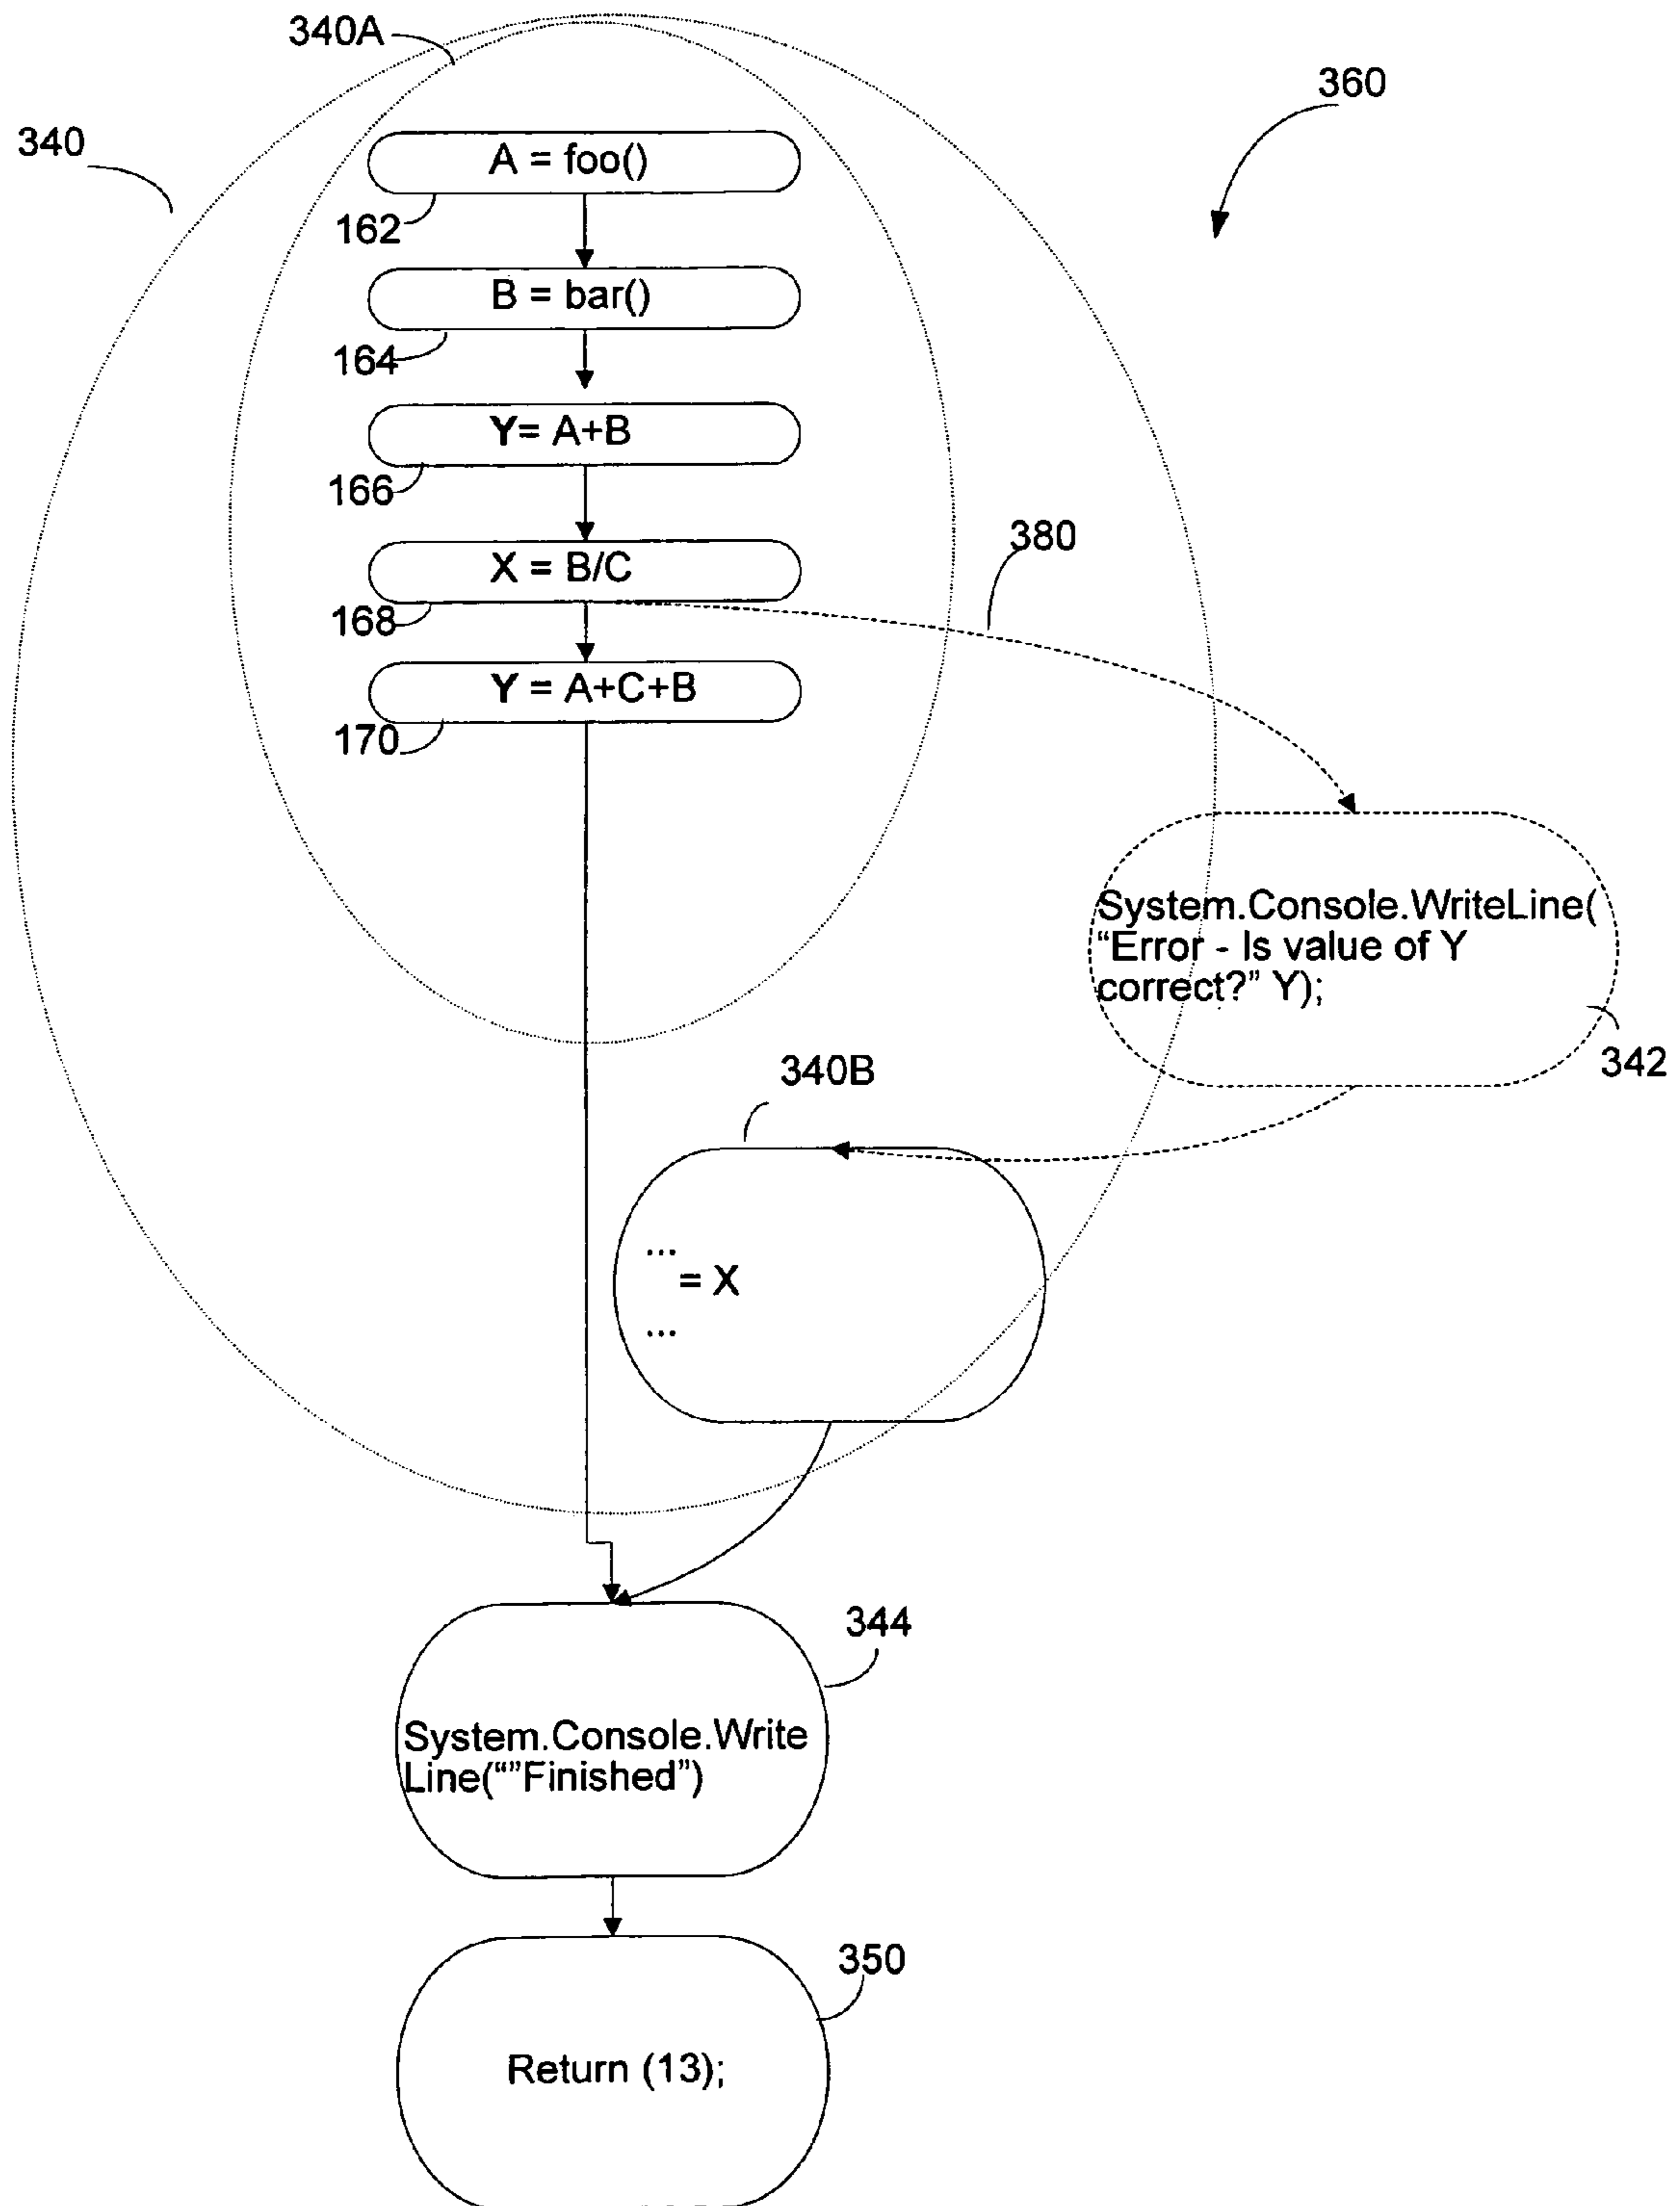 340A
360
340
A = foo()
162
B = bar()
164
Y= A+B
166
380
X = B/C
168
Y = A+C+B
170
System.Console.WriteLine(
“Error - Is value of Y
correct?” Y);
342
340B
...
= X
...
344
System.Console.Write
Line(“”Finished”)
350
Return (13);